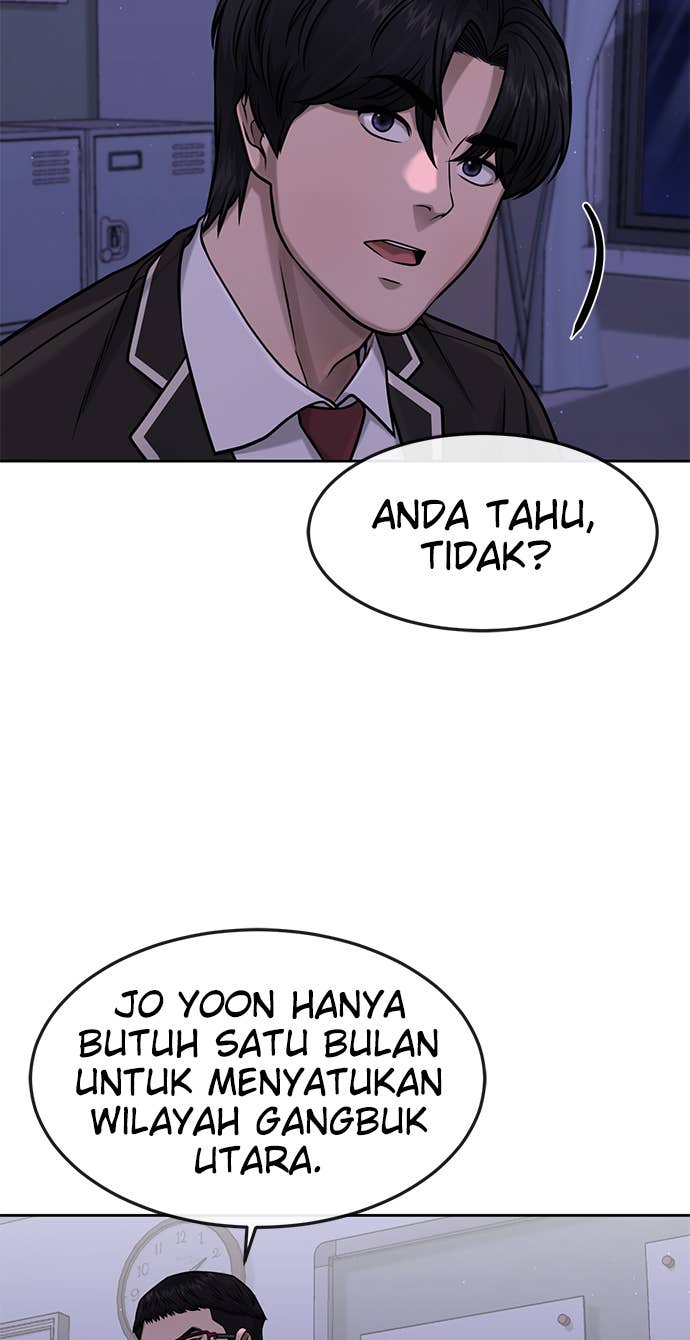 ANDA TAHU,
TIDAK?
JO YOON HANYA
BUTUH SATU BULAN
UNTUK MENYATUKAN
WILAYAH GANGBUK
UTARA.